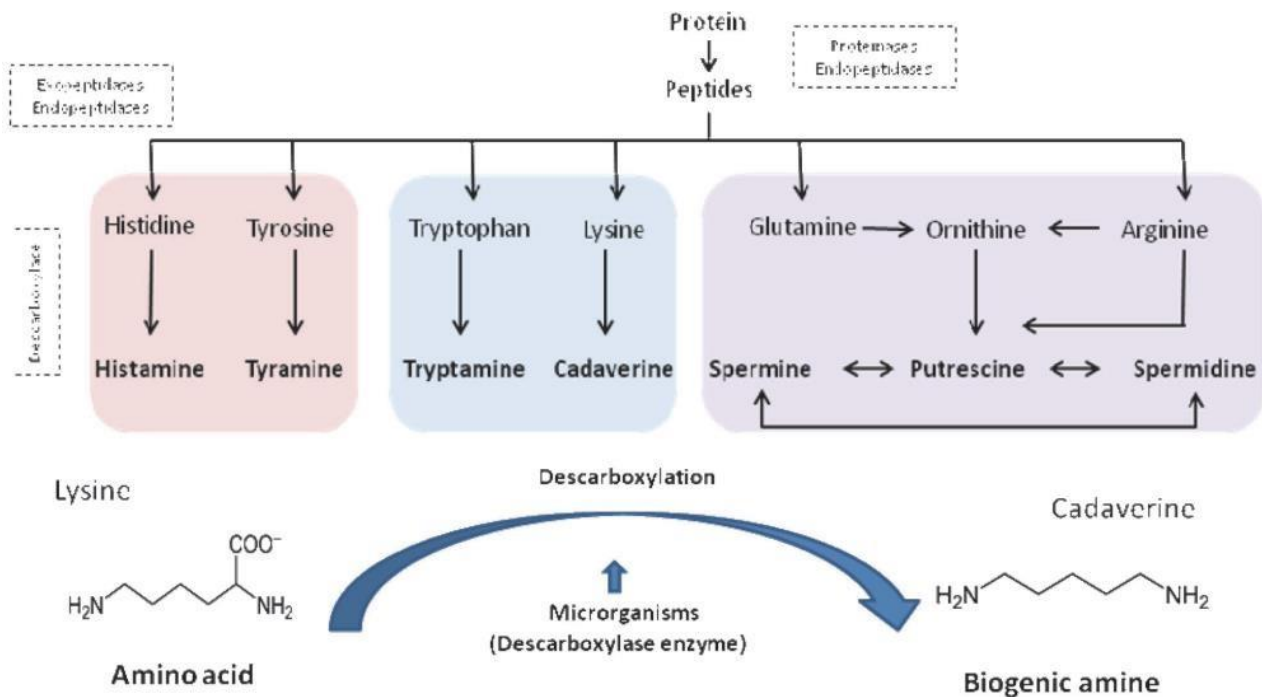 Protein
Proteinases
Endopeptidases
Exopeptidases
Endopeptidases
Peptides
Histidine
Tyrosine
Tryptophan
Lysine
Glutamine
Ornithine
Arginine
Descarboxylase
Histamine
Tyramine
Tryptamine
Cadaverine
Spermine
Putrescine
Spermidine
Lysine
Descarboxylation
Cadaverine
COO⁻
H₂N
NH₂
Microrganisms
(Descarboxylase enzyme)
H₂N
NH₂
Amino acid
Biogenic amine